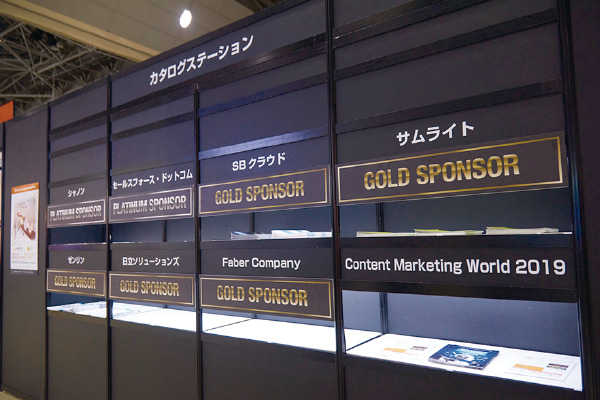 カタログステーション
シャノン
PLATINUM SPONSOR
セールスフォース・ドットコム
PLATINUM SPONSOR
SBクラウド
GOLD SPONSOR
サムライト
GOLD SPONSOR
ゼンリン
GOLD SPONSOR
日立ソリューションズ
GOLD SPONSOR
Faber Company
GOLD SPONSOR
Content Marketing World 2019